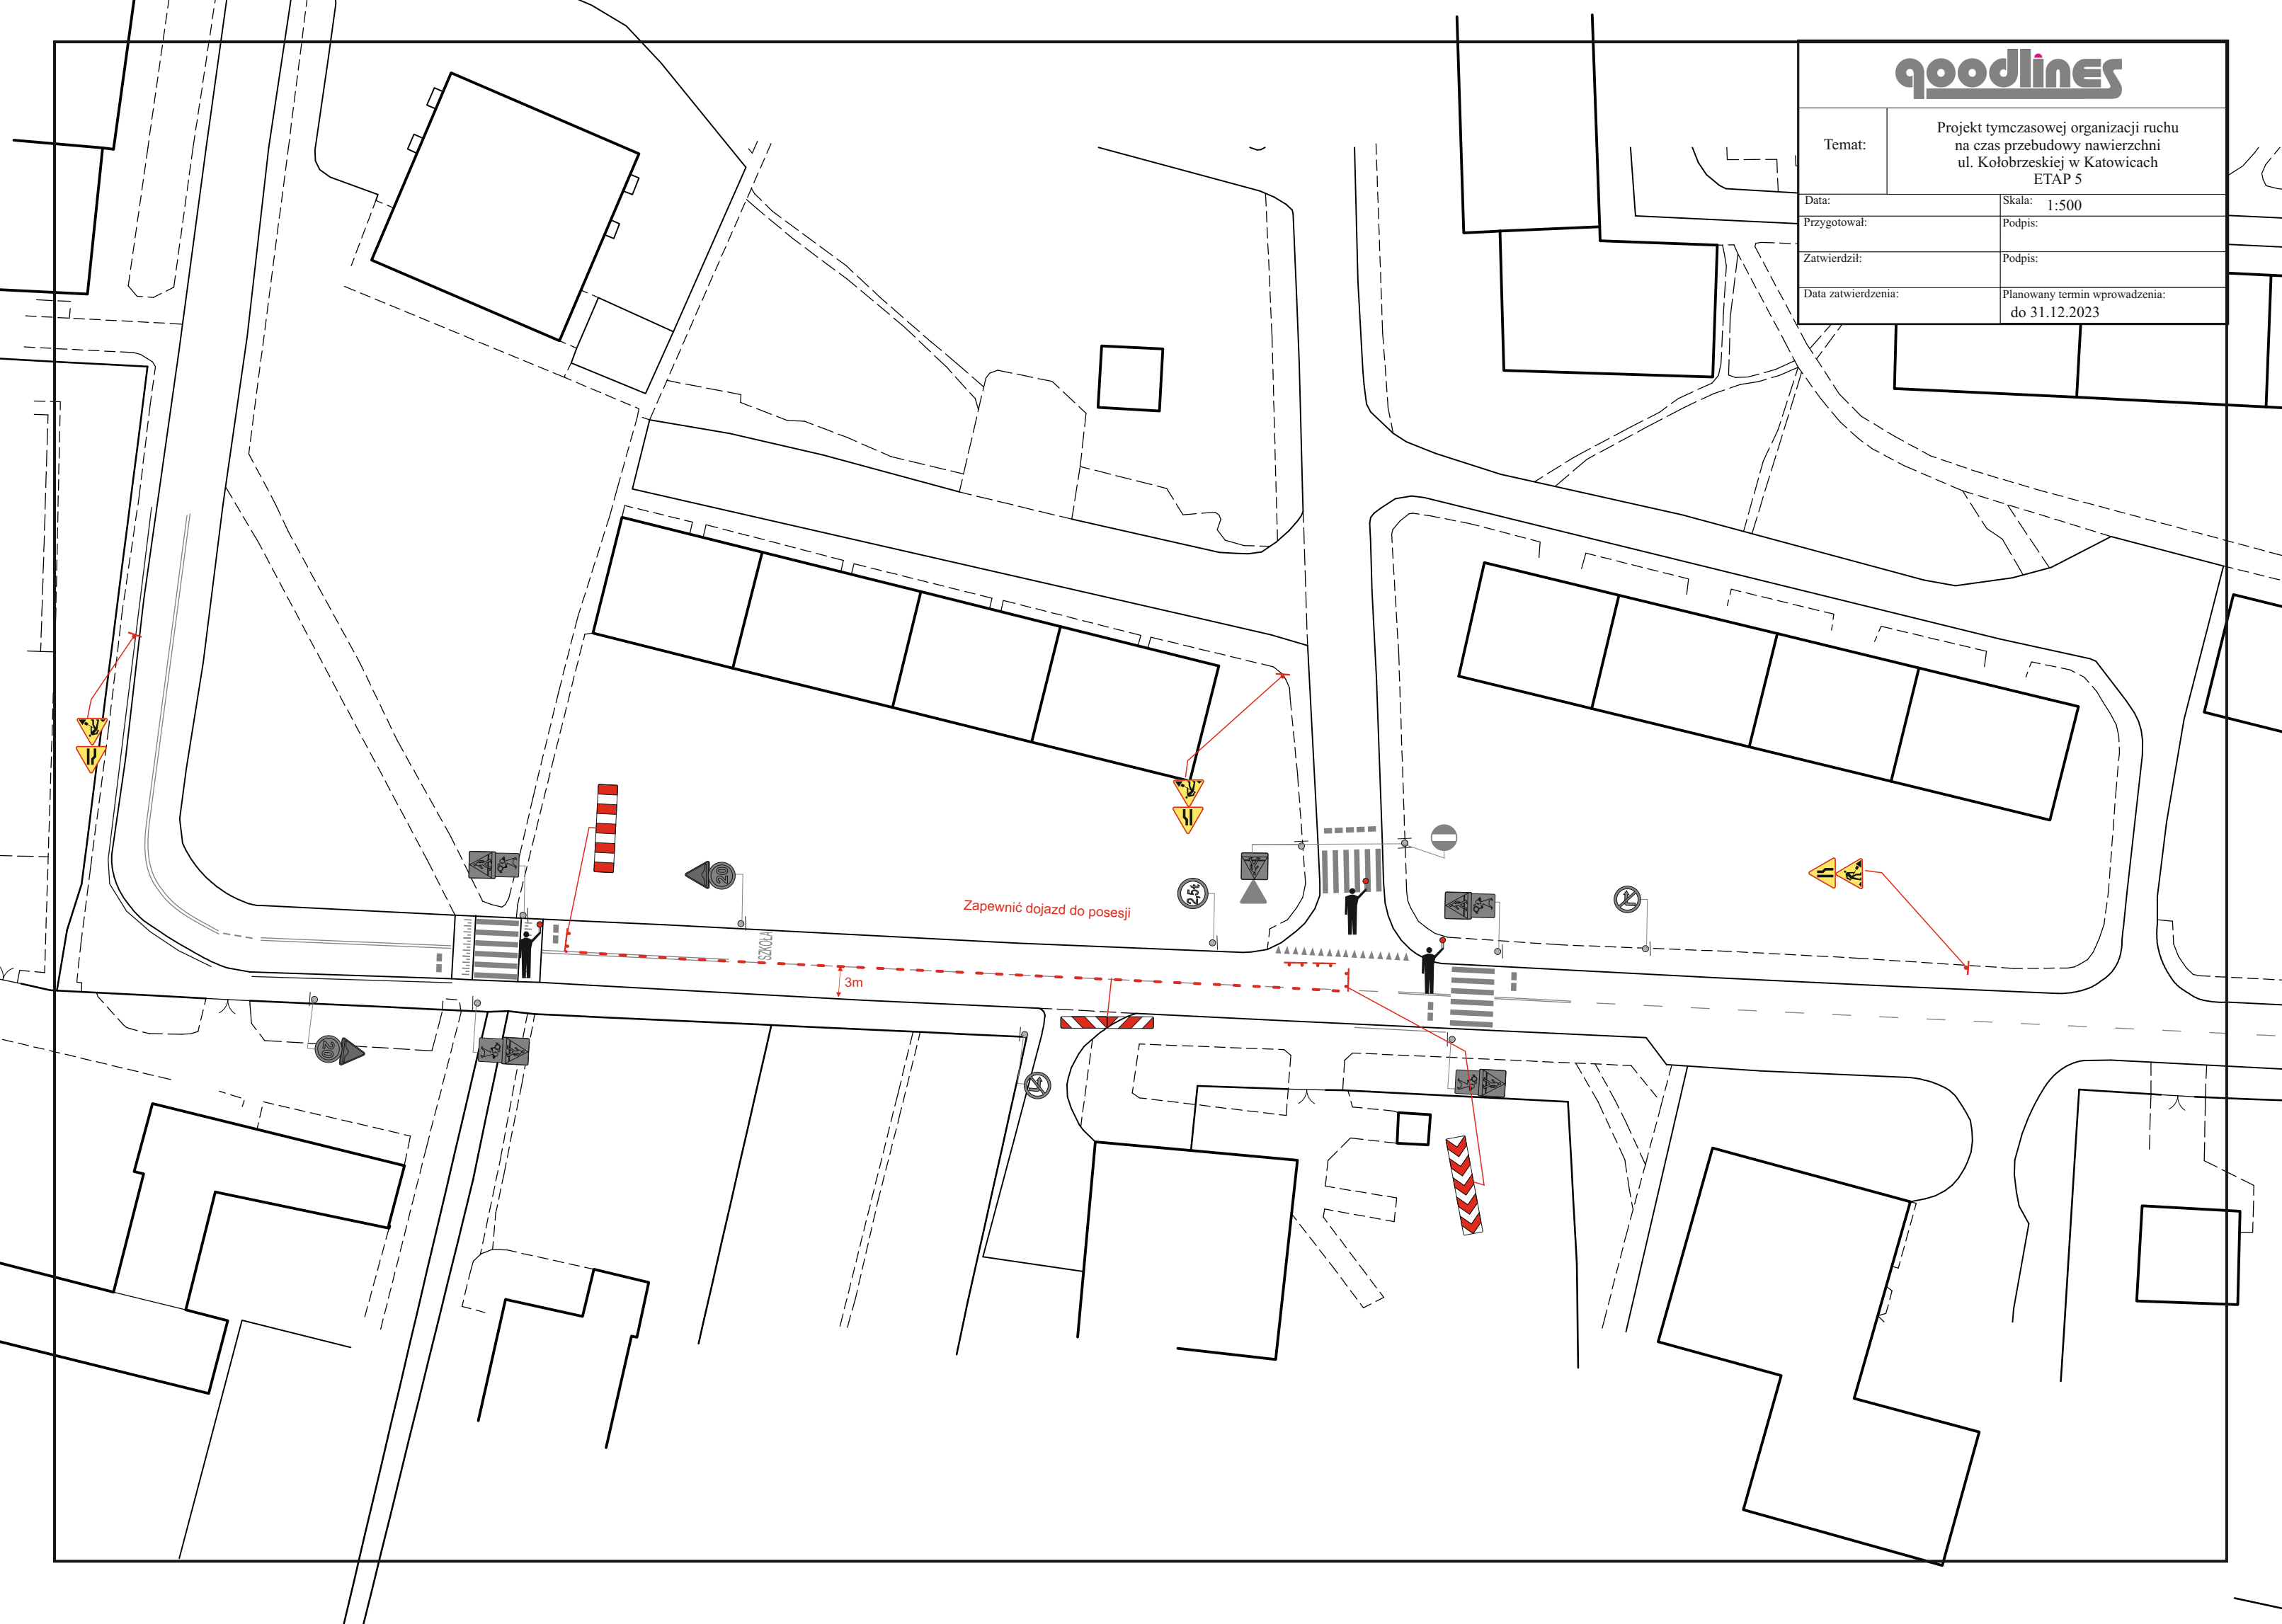 goodlines
Temat:
Projekt tymczasowej organizacji ruchu
na czas przebudowy nawierzchni
ul. Kołobrzeskiej w Katowicach
ETAP 5
Data:
Skala: 1:500
Przygotował:
Podpis:
Zatwierdził:
Podpis:
Data zatwierdzenia:
Planowany termin wprowadzenia:
do 31.12.2023
20
2,5t
Zapewnić dojazd do posesji
SZKOŁA
3m
20